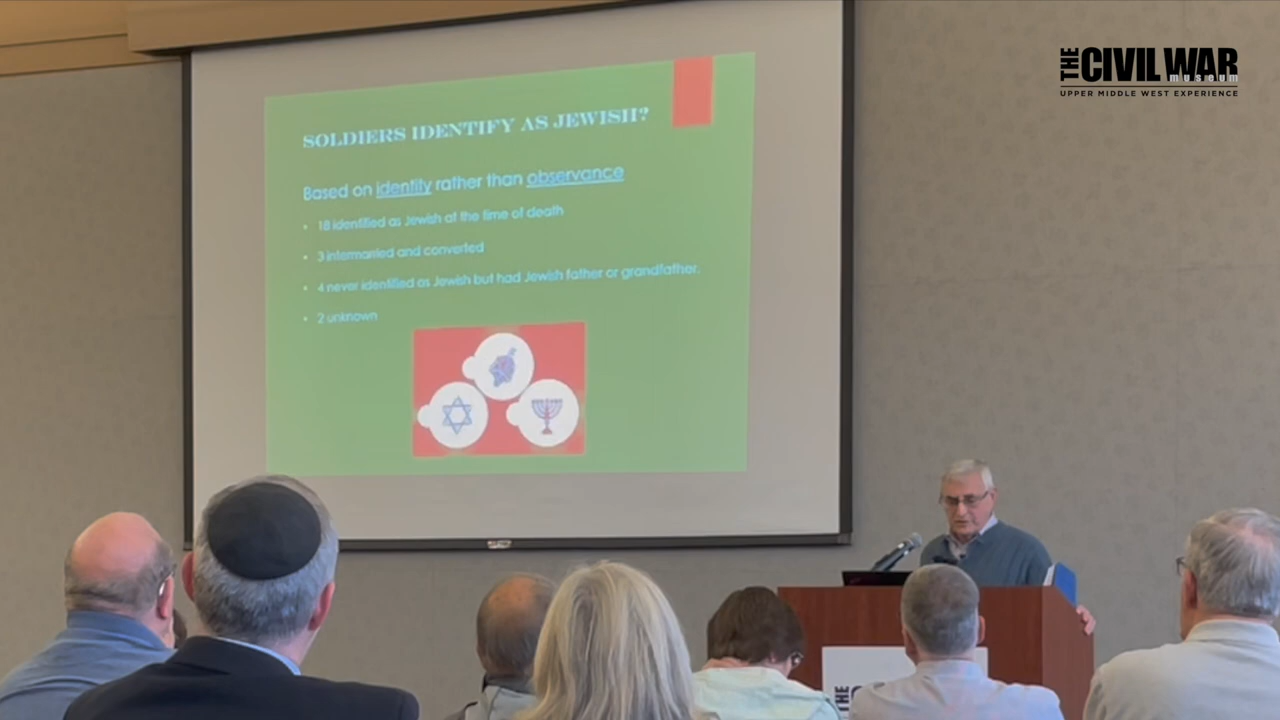 THE CIVIL WAR
museum
UPPER MIDDLE WEST EXPERIENCE
SOLDIERS IDENTIFY AS JEWISH?
Based on identity rather than observance
• 18 identified as Jewish at the time of death
• 3 intermarried and converted
• 4 never identified as Jewish but had Jewish father or grandfather.
• 2 unknown
THE